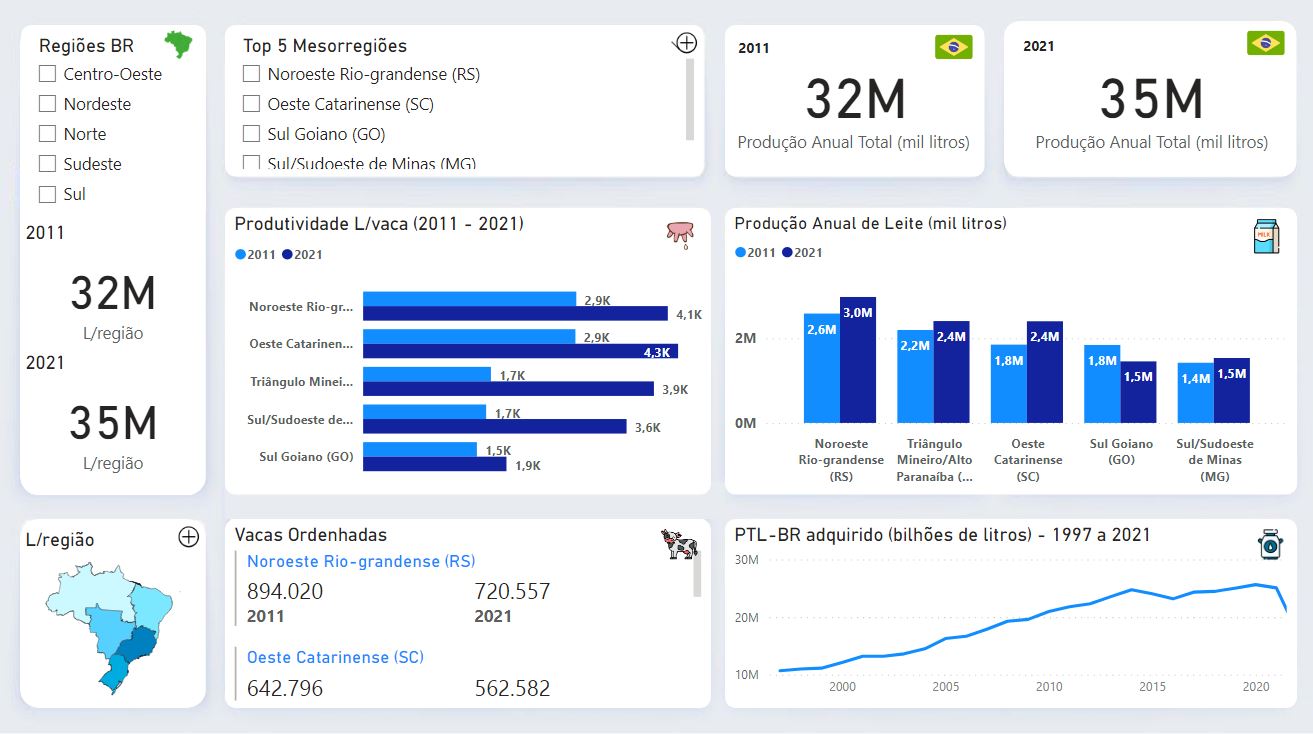 Regiões BR
Centro-Oeste
Nordeste
Norte
Sudeste
Sul
2011
32M
L/região
2021
35M
L/região
Top 5 Mesorregiões
Noroeste Rio-grandense (RS)
Oeste Catarinense (SC)
Sul Goiano (GO)
Sul/Sudoeste de Minas (MG)
2011
32M
Produção Anual Total (mil litros)
2021
35M
Produção Anual Total (mil litros)
Produtividade L/vaca (2011 - 2021)
2011 2021
Noroeste Rio-gr... 2,9K
4,1K
Oeste Catarinen... 2,9K
4,3K
Triângulo Minei... 1,7K
3,9K
Sul/Sudoeste de... 1,7K
3,6K
Sul Goiano (GO) 1,5K
1,9K
Produção Anual de Leite (mil litros)
MILK
2011 2021
2M
0M
2,6M 3,0M
2,2M 2,4M
1,8M 2,4M
1,8M 1,5M
1,4M 1,5M
Noroeste
Rio-grandense
(RS)
Triângulo
Mineiro/Alto
Paranaíba (...
Oeste
Catarinense
(SC)
Sul Goiano
(GO)
Sul/Sudoeste
de Minas
(MG)
L/região
Vacas Ordenhadas
Noroeste Rio-grandense (RS)
894.020 720.557
2011 2021
Oeste Catarinense (SC)
642.796 562.582
PTL-BR adquirido (bilhões de litros) - 1997 a 2021
30M
20M
10M
2000 2005 2010 2015 2020